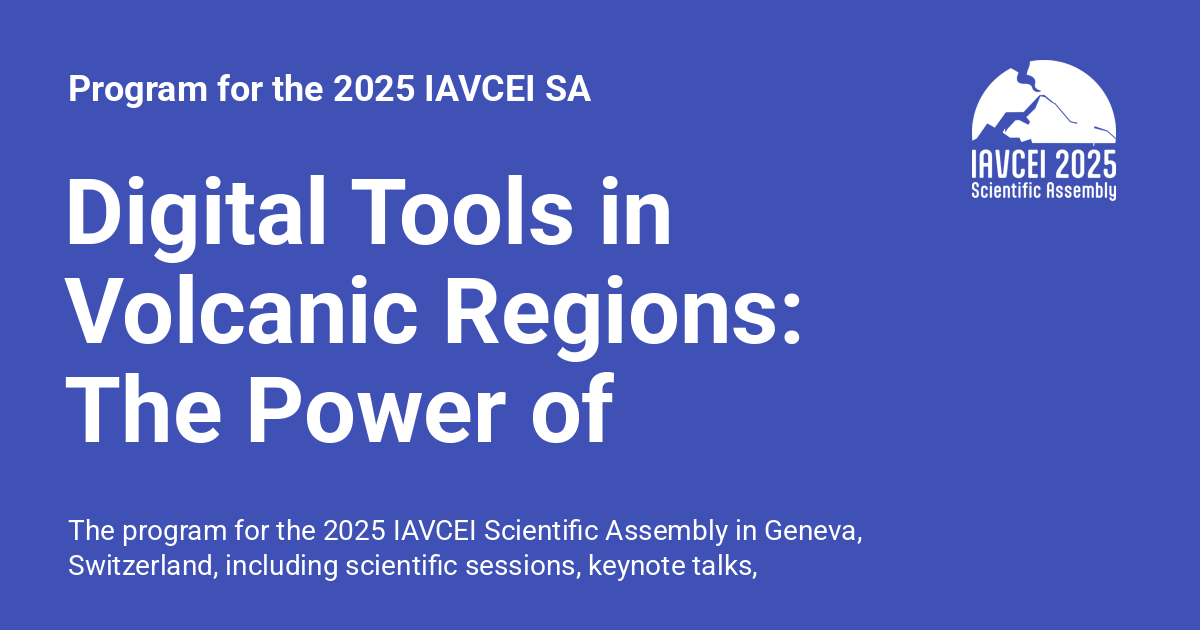 Program for the 2025 IAVCEI SA
IAVCEI 2025
Scientific Assembly
Digital Tools in
Volcanic Regions:
The Power of
The program for the 2025 IAVCEI Scientific Assembly in Geneva,
Switzerland, including scientific sessions, keynote talks,